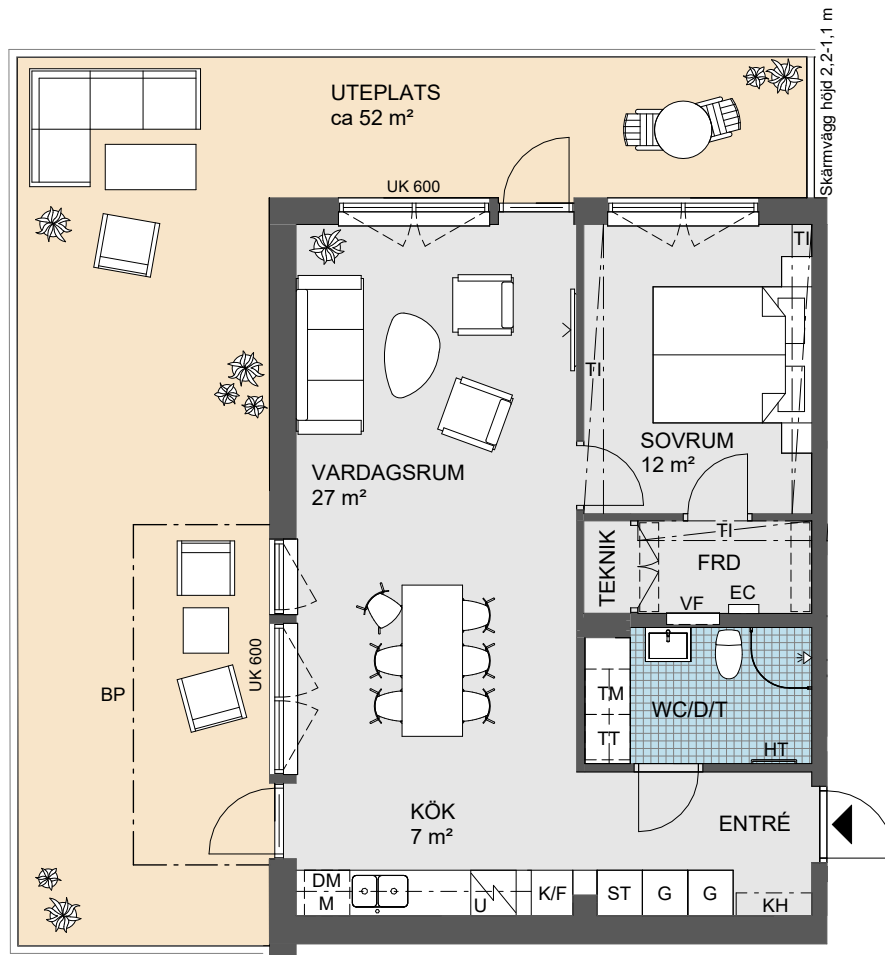 Skärmvägg höjd 2,2-1,1 m
UTEPLATS
ca 52 m²
UK 600
TI
TI
SOVRUM
12 m²
VARDAGSRUM
27 m²
TI
TEKNIK
FRD
EC
VF
UK 600
BP
TM
WC/D/T
TT
HT
KÖK
7 m²
ENTRÉ
DM
M
U
K/F
ST
G
G
KH